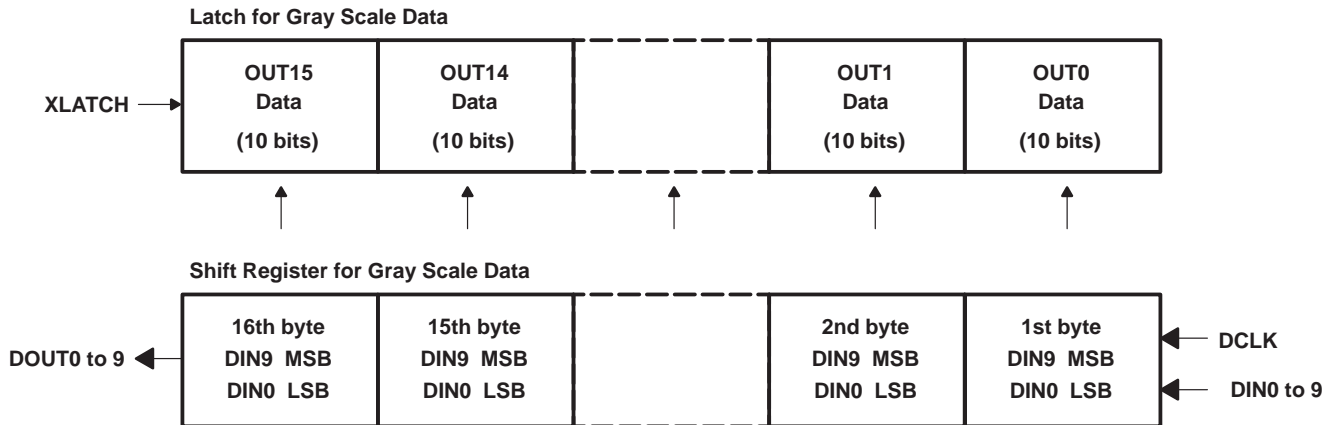 Latch for Gray Scale Data
XLATCH
OUT15
Data
(10 bits)
OUT14
Data
(10 bits)
OUT1
Data
(10 bits)
OUT0
Data
(10 bits)
Shift Register for Gray Scale Data
DOUT0 to 9
16th byte
DIN9 MSB
DIN0 LSB
15th byte
DIN9 MSB
DIN0 LSB
2nd byte
DIN9 MSB
DIN0 LSB
1st byte
DIN9 MSB
DIN0 LSB
DCLK
DIN0 to 9